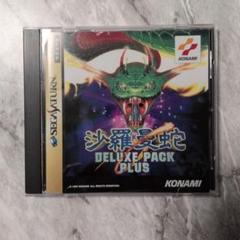 SEGA SATURN
KONAMI
沙羅曼蛇
DELUXE PACK
PLUS
KONAMI